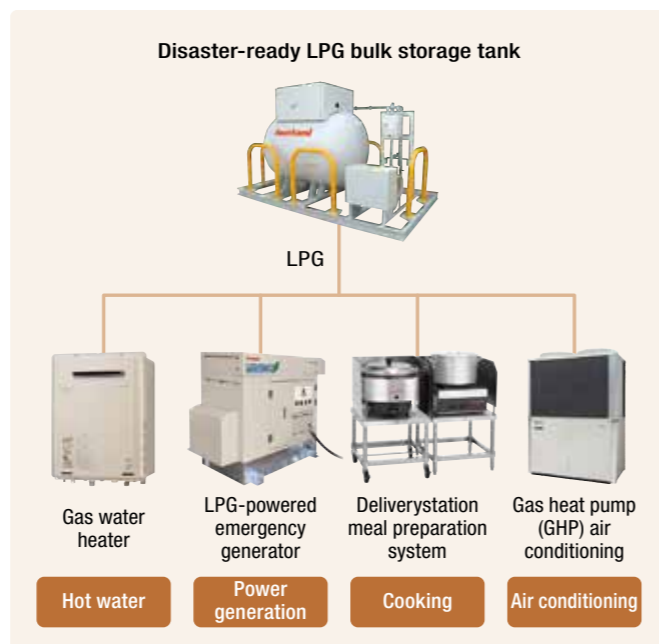 Disaster-ready LPG bulk storage tank
LPG
Gas water
heater
LPG-powered
emergency
generator
Deliverystation
meal preparation
system
Gas heat pump
(GHP) air
conditioning
Hot water
Power
generation
Cooking
Air conditioning